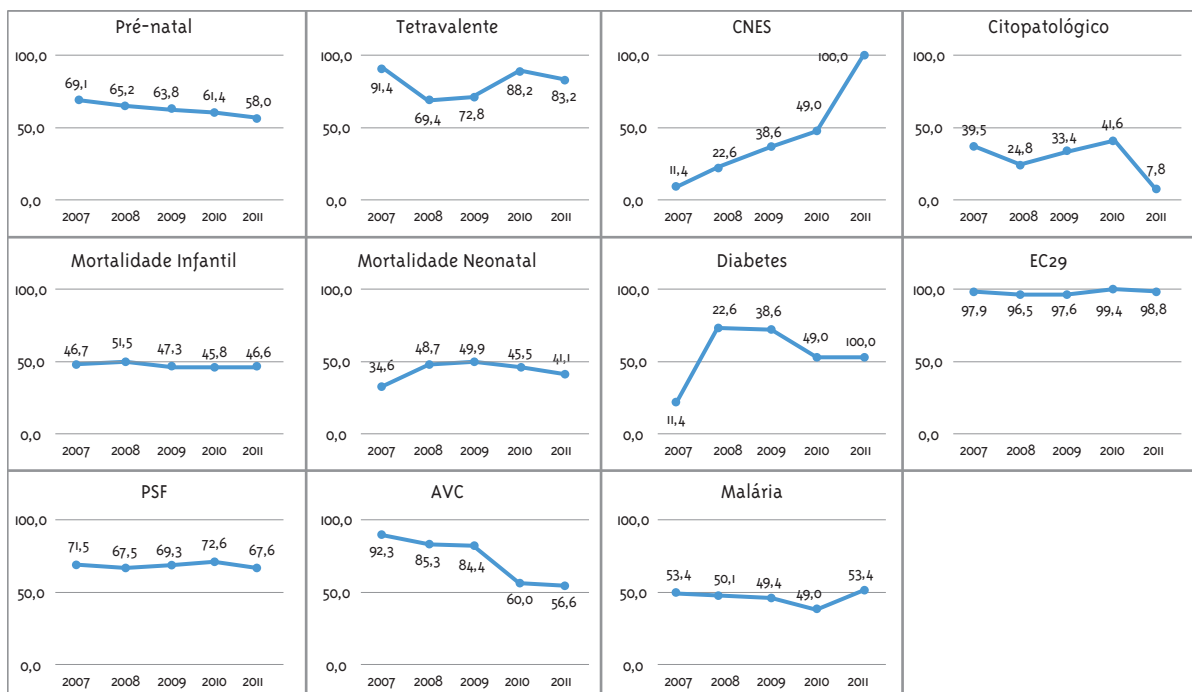 Pré-natal
100,0
69,1 65,2 63,8 61,4 58,0
50,0
0,0
2007 2008 2009 2010 2011
Tetravalente
100,0
91,4 69,4 72,8 88,2 83,2
50,0
0,0
2007 2008 2009 2010 2011
CNES
100,0
11,4 22,6 38,6 49,0 100,0
50,0
0,0
2007 2008 2009 2010 2011
Citopatológico
100,0
39,5 24,8 33,4 41,6 7,8
50,0
0,0
2007 2008 2009 2010 2011
Mortalidade Infantil
100,0
46,7 51,5 47,3 45,8 46,6
50,0
0,0
2007 2008 2009 2010 2011
Mortalidade Neonatal
100,0
34,6 48,7 49,9 45,5 41,1
50,0
0,0
2007 2008 2009 2010 2011
Diabetes
100,0
11,4 22,6 38,6 49,0 100,0
50,0
0,0
2007 2008 2009 2010 2011
EC29
100,0
97,9 96,5 97,6 99,4 98,8
50,0
0,0
2007 2008 2009 2010 2011
PSF
100,0
71,5 67,5 69,3 72,6 67,6
50,0
0,0
2007 2008 2009 2010 2011
AVC
100,0
92,3 85,3 84,4 60,0 56,6
50,0
0,0
2007 2008 2009 2010 2011
Malária
100,0
53,4 50,1 49,4 49,0 53,4
50,0
0,0
2007 2008 2009 2010 2011